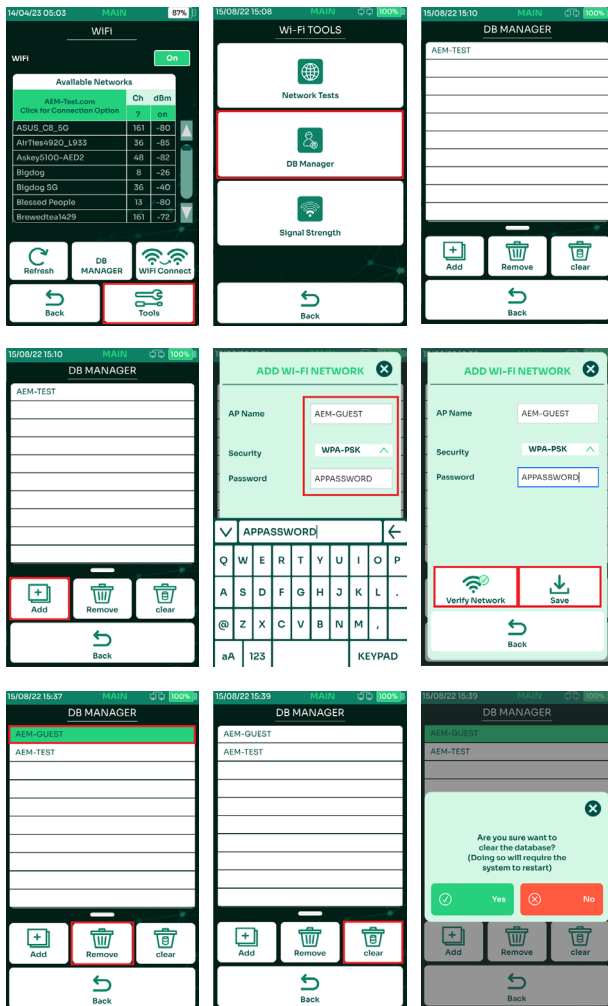 14/04/23 05:03 MAIN 87%
WIFI
WIFI On
Available Networks
AEM-Test.com
Click for Connection Option
Ch dBm
7 on
ASUS_C8_5G 161 -80
AirTies4920_L933 36 -85
Askey5100-AED2 48 -82
Bigdog 8 -26
Bigdog SG 36 -40
Blessed People 13 -80
Brewedtea1429 161 -72
Refresh
DB
MANAGER
WIFI Connect
Back
Tools
15/08/22 15:08 MAIN 100%
Wi-Fi TOOLS
Network Tests
DB Manager
Signal Strength
Back
15/08/22 15:10 MAIN 100%
DB MANAGER
AEM-TEST
Add Remove clear
Back
15/08/22 15:10 MAIN 100%
DB MANAGER
AEM-TEST
Add Remove clear
Back
ADD WI-FI NETWORK
AP Name AEM-GUEST
Security WPA-PSK
Password APPASSWORD
APPASSWORD
Q W E R T Y U I O P
A S D F G H J K L .
@ Z X C V B N M ,
aA 123 KEYPAD
ADD WI-FI NETWORK
AP Name AEM-GUEST
Security WPA-PSK
Password APPASSWORD
Verify Network Save
Back
15/08/22 15:37 MAIN 100%
DB MANAGER
AEM-GUEST
AEM-TEST
Add Remove clear
Back
15/08/22 15:39 MAIN 100%
DB MANAGER
AEM-GUEST
AEM-TEST
Add Remove clear
Back
15/08/22 15:39 MAIN 100%
DB MANAGER
AEM-GUEST
AEM-TEST
Are you sure want to
clear the database?
(Doing so will require the
system to restart)
Yes No
Add Remove clear
Back